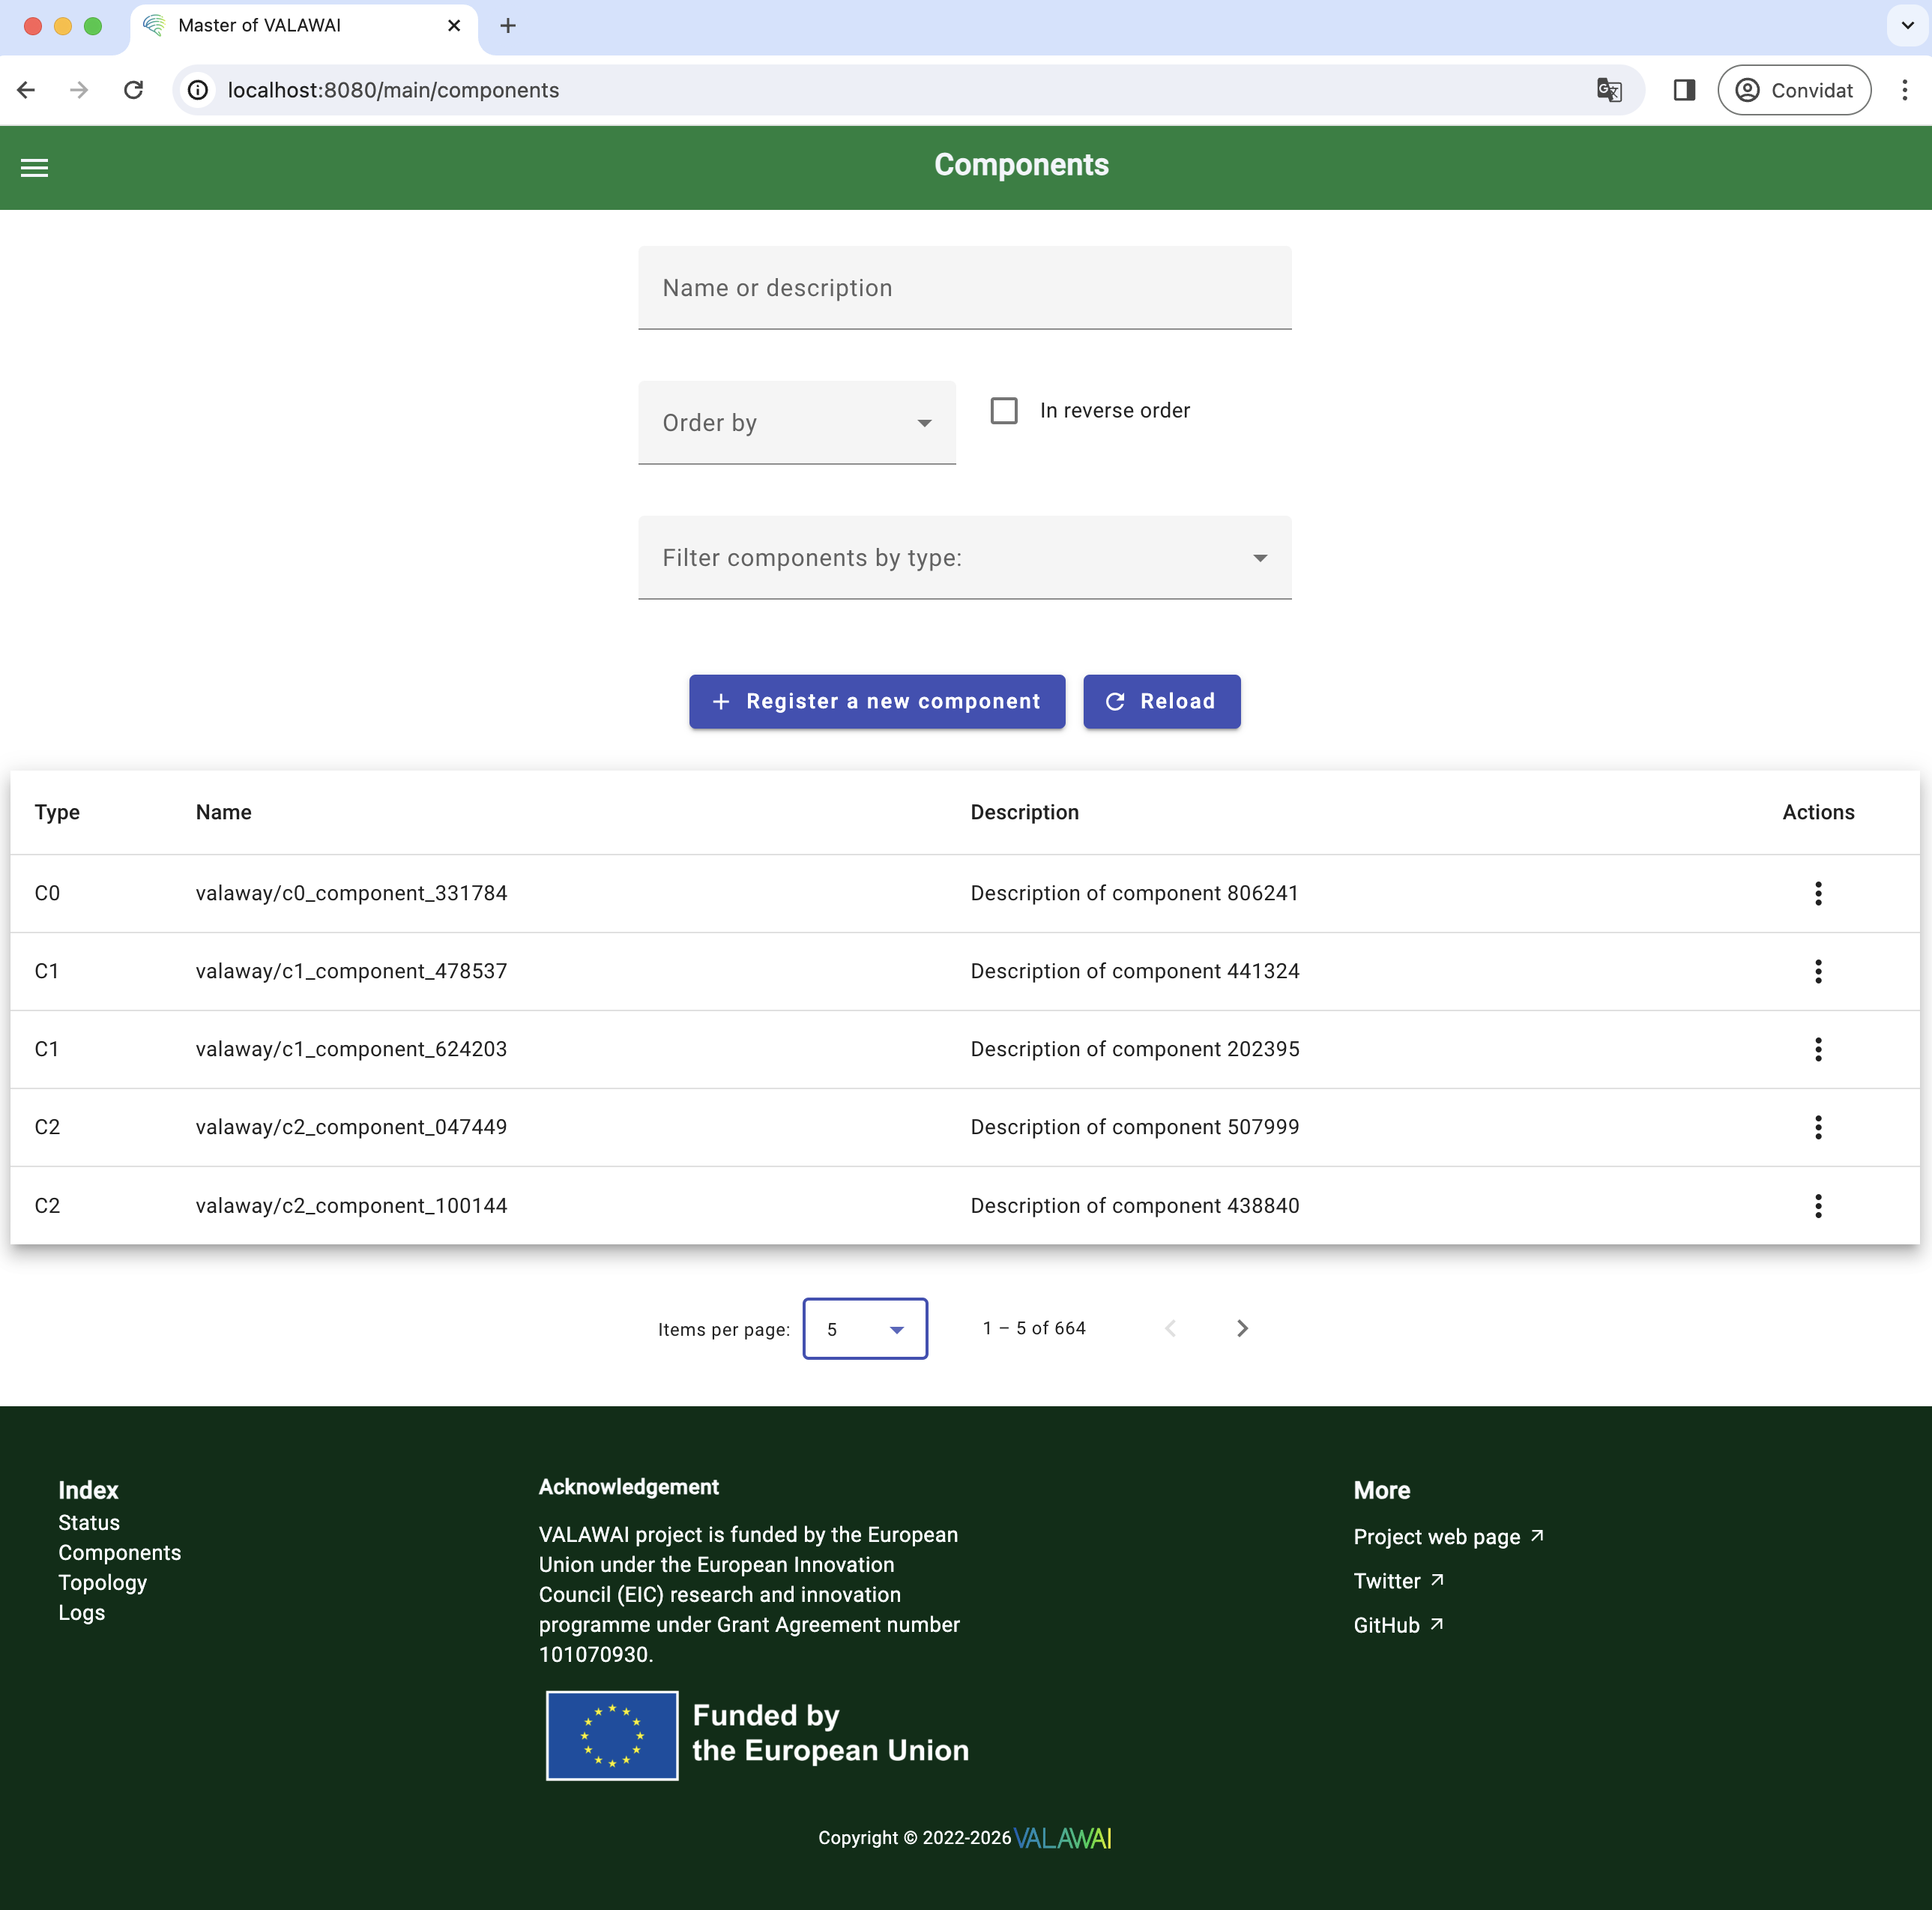 Master of VALAWAI
localhost:8080/main/components
Convidat
Components
Name or description
Order by
In reverse order
Filter components by type:
Register a new component
Reload
Type Name Description Actions
C0 valaway/c0_component_331784 Description of component 806241
C1 valaway/c1_component_478537 Description of component 441324
C1 valaway/c1_component_624203 Description of component 202395
C2 valaway/c2_component_047449 Description of component 507999
C2 valaway/c2_component_100144 Description of component 438840
Items per page: 5 1 – 5 of 664
Index
Status
Components
Topology
Logs
Acknowledgement
VALAWAI project is funded by the European
Union under the European Innovation
Council (EIC) research and innovation
programme under Grant Agreement number
101070930.
Funded by
the European Union
More
Project web page
Twitter
GitHub
Copyright © 2022-2026 VALAWAI